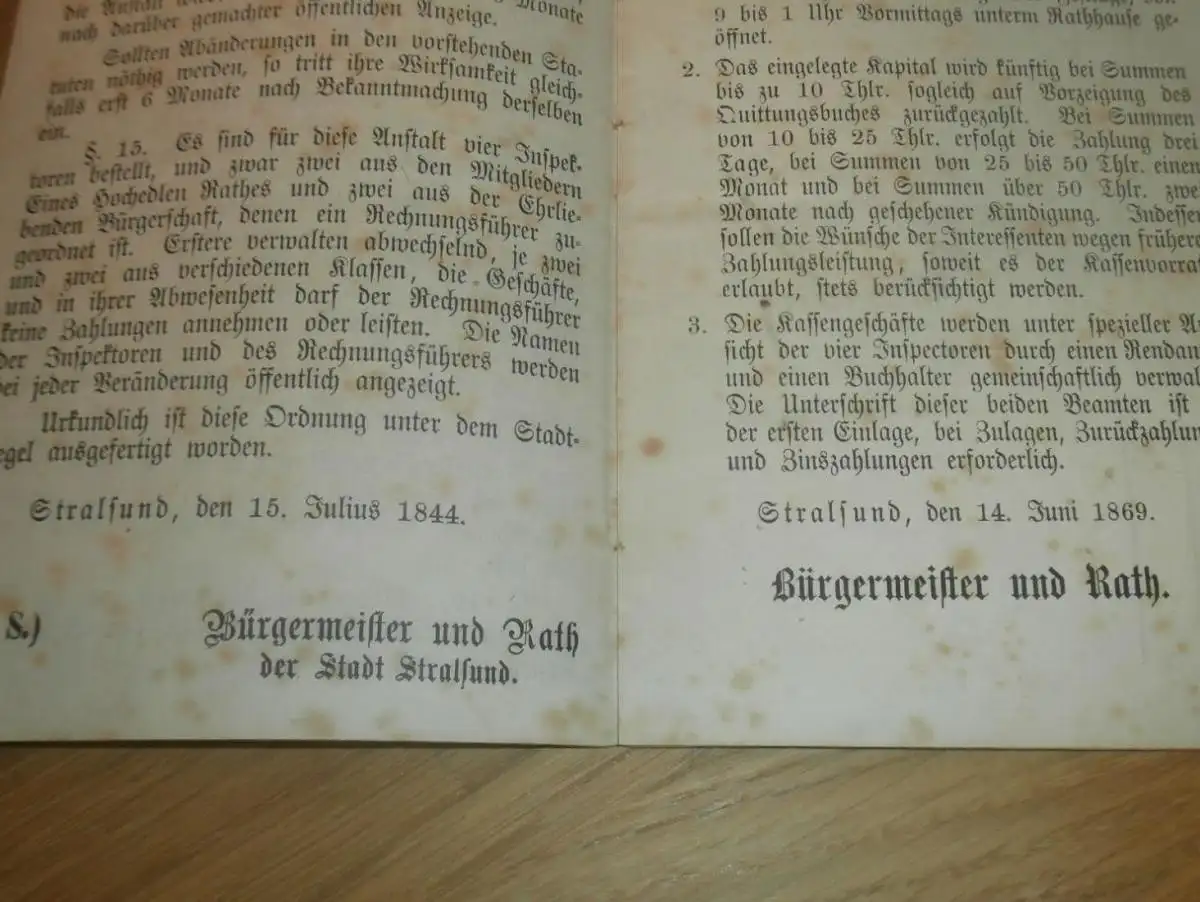 die Anstalt Monate
nach darüber gemachter öffentlichen Anzeige.
Sollten Abänderungen in den vorstehenden Sta-
tuten nöthig werden, so tritt ihre Wirksamkeit gleich-
falls erst 6 Monate nach Bekanntmachung derselben
ein.
§. 15. Es sind für diese Anstalt vier Inspek-
toren bestellt, und zwar zwei aus den Mitgliedern
Eines Hochedlen Rathes und zwei aus der Ehrlie-
benden Bürgerschaft, denen ein Rechnungsführer zu-
geordnet ist. Erstere verwalten abwechselnd, je zwei
und zwei aus verschiedenen Klassen, die Geschäfte,
und in ihrer Abwesenheit darf der Rechnungsführer
keine Zahlungen annehmen oder leisten. Die Namen
der Inspektoren und des Rechnungsführers werden
bei jeder Veränderung öffentlich angezeigt.
Urkundlich ist diese Ordnung unter dem Stadt-
egel ausgefertigt worden.
Stralsund, den 15. Julius 1844.
S.)
Bürgermeister und Rath
der Stadt Stralsund.
9 bis 1 Uhr Vormittags unterm Rathhause ge-
öffnet.
2. Das eingelegte Kapital wird künftig bei Summen
bis zu 10 Thlr. sogleich auf Vorzeigung des
Quittungsbuches zurückgezahlt. Bei Summen
von 10 bis 25 Thlr. erfolgt die Zahlung drei
Tage, bei Summen von 25 bis 50 Thlr. einen
Monat und bei Summen über 50 Thlr. zwe
Monate nach geschehener Kündigung. Indessen
sollen die Wünsche der Interessenten wegen frühere
Zahlungsleistung, soweit es der Kassenvorrat
erlaubt, stets berücksichtigt werden.
3. Die Kassengeschäfte werden unter spezieller Au
sicht der vier Inspectoren durch einen Rendan
und einen Buchhalter gemeinschaftlich verwal
Die Unterschrift dieser beiden Beamten ist
der ersten Einlage, bei Zulagen, Zurückzahlun
und Zinszahlungen erforderlich.
Stralsund, den 14. Juni 1869.
Bürgermeister und Rath.